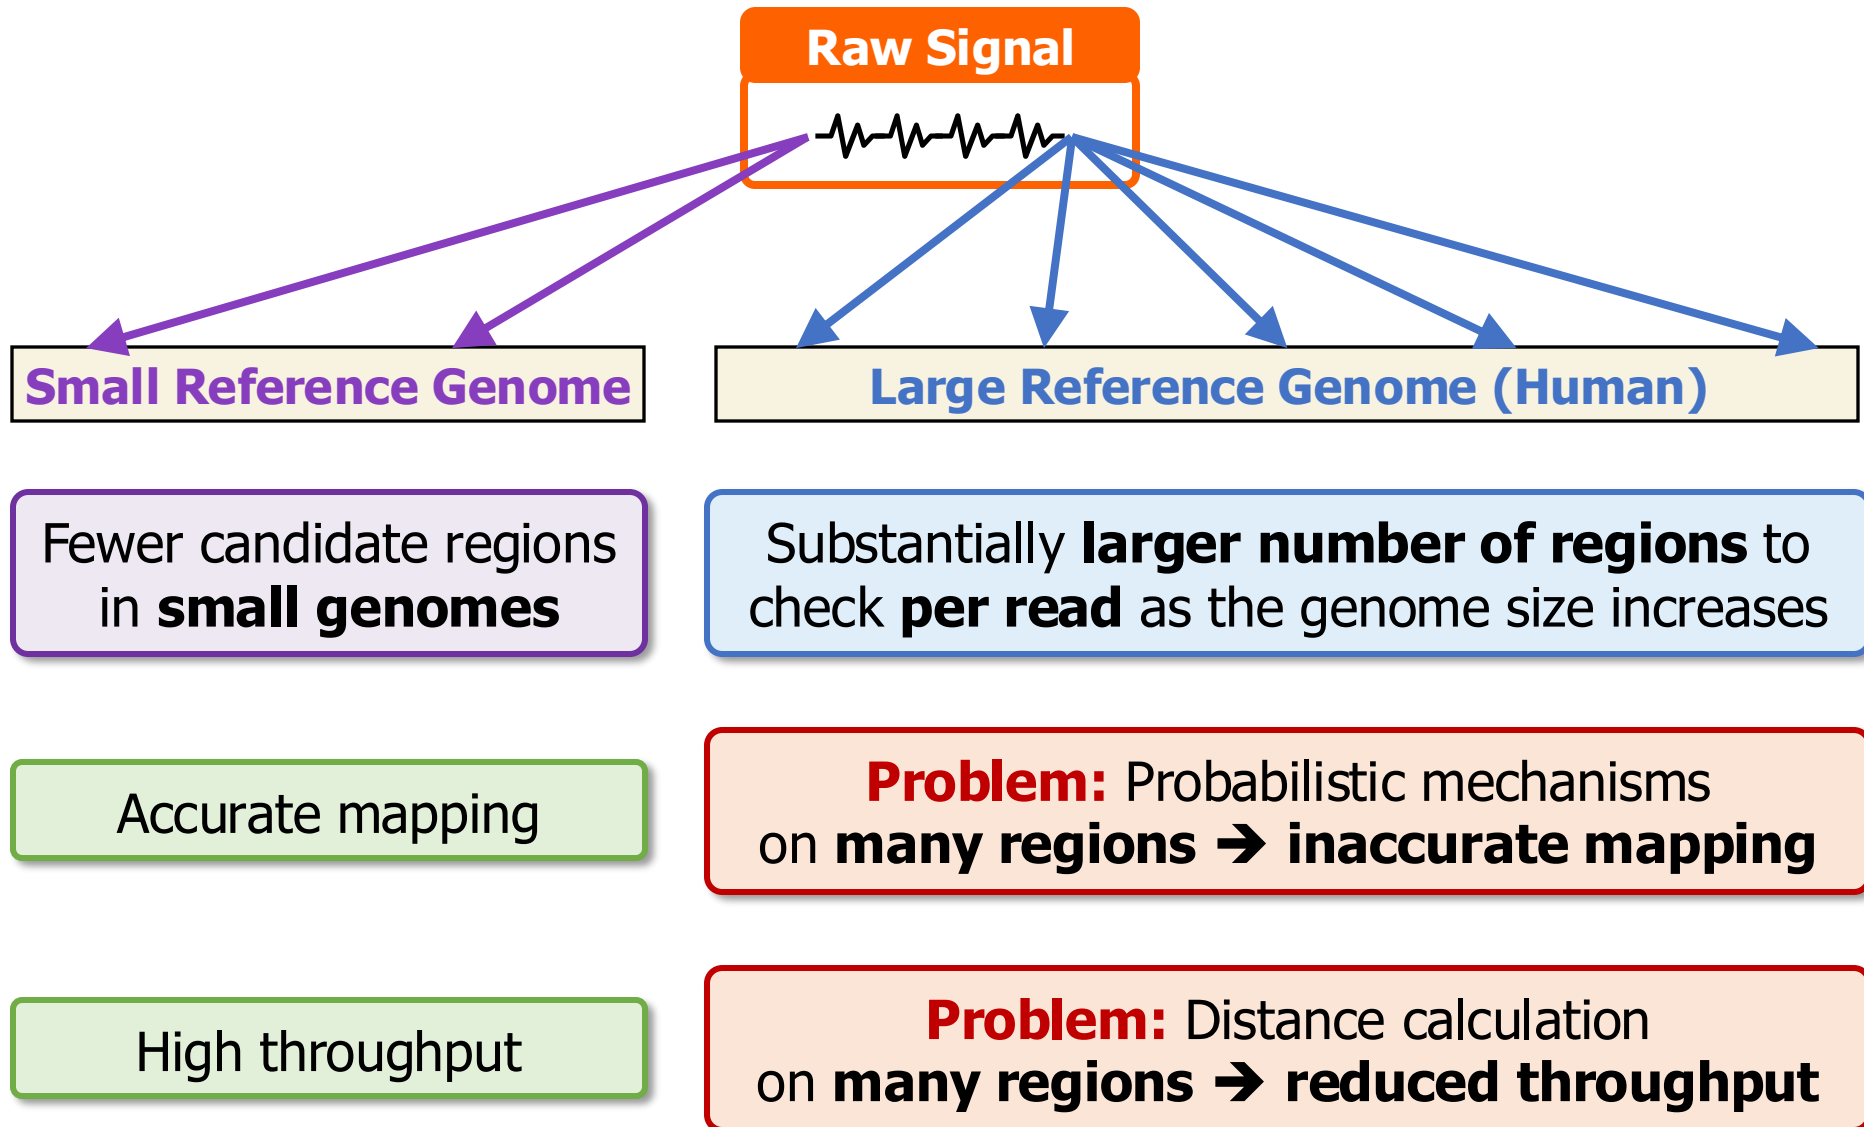 Raw Signal
Small Reference Genome
Large Reference Genome (Human)
Fewer candidate regions
in small genomes
Substantially larger number of regions to
check per read as the genome size increases
Accurate mapping
Problem: Probabilistic mechanisms
on many regions ➔ inaccurate mapping
High throughput
Problem: Distance calculation
on many regions ➔ reduced throughput